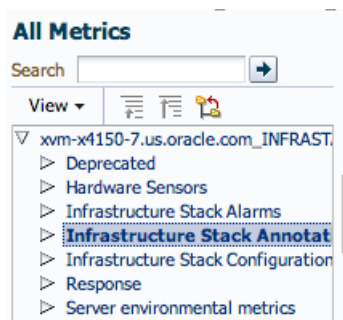 All Metrics
Search
View
xvm-x4150-7.us.oracle.com_INFRAST
Deprecated
Hardware Sensors
Infrastructure Stack Alarms
Infrastructure Stack Annotat
Infrastructure Stack Configuration
Response
Server environmental metrics